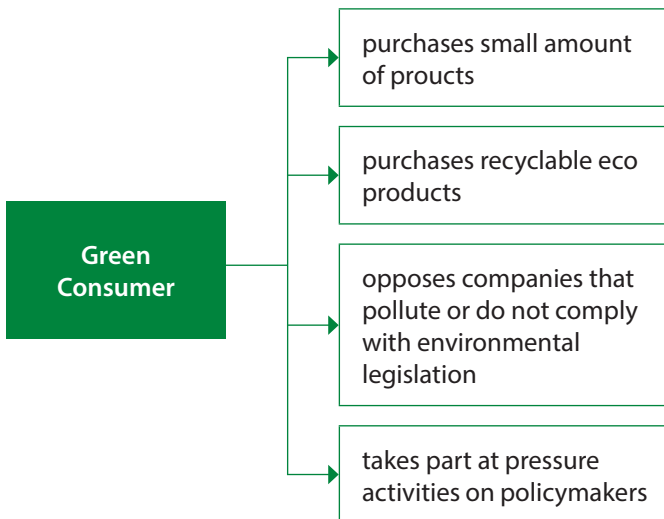 Green
Consumer
purchases small amount
of proucts
purchases recyclable eco
products
opposes companies that
pollute or do not comply
with environmental
legislation
takes part at pressure
activities on policymakers